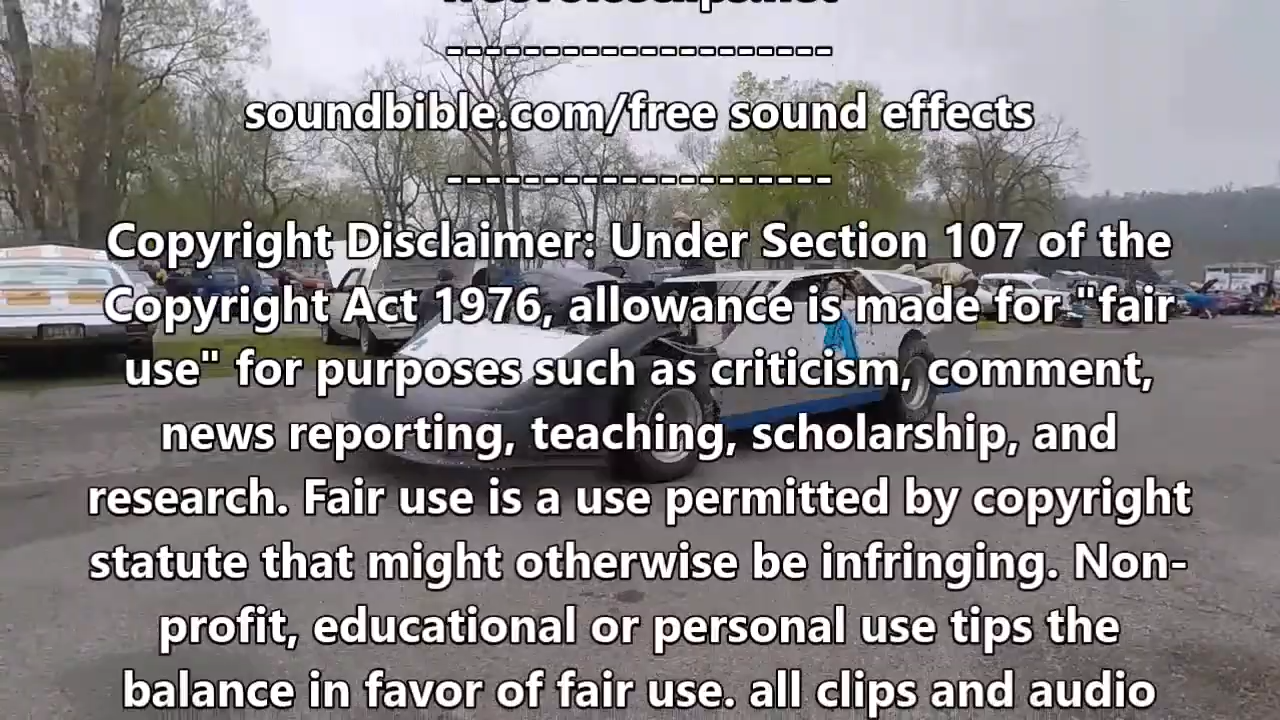 --------------------
soundbible.com/free sound effects
--------------------
Copyright Disclaimer: Under Section 107 of the
Copyright Act 1976, allowance is made for "fair
use" for purposes such as criticism, comment,
news reporting, teaching, scholarship, and
research. Fair use is a use permitted by copyright
statute that might otherwise be infringing. Non-
profit, educational or personal use tips the
balance in favor of fair use. all clips and audio